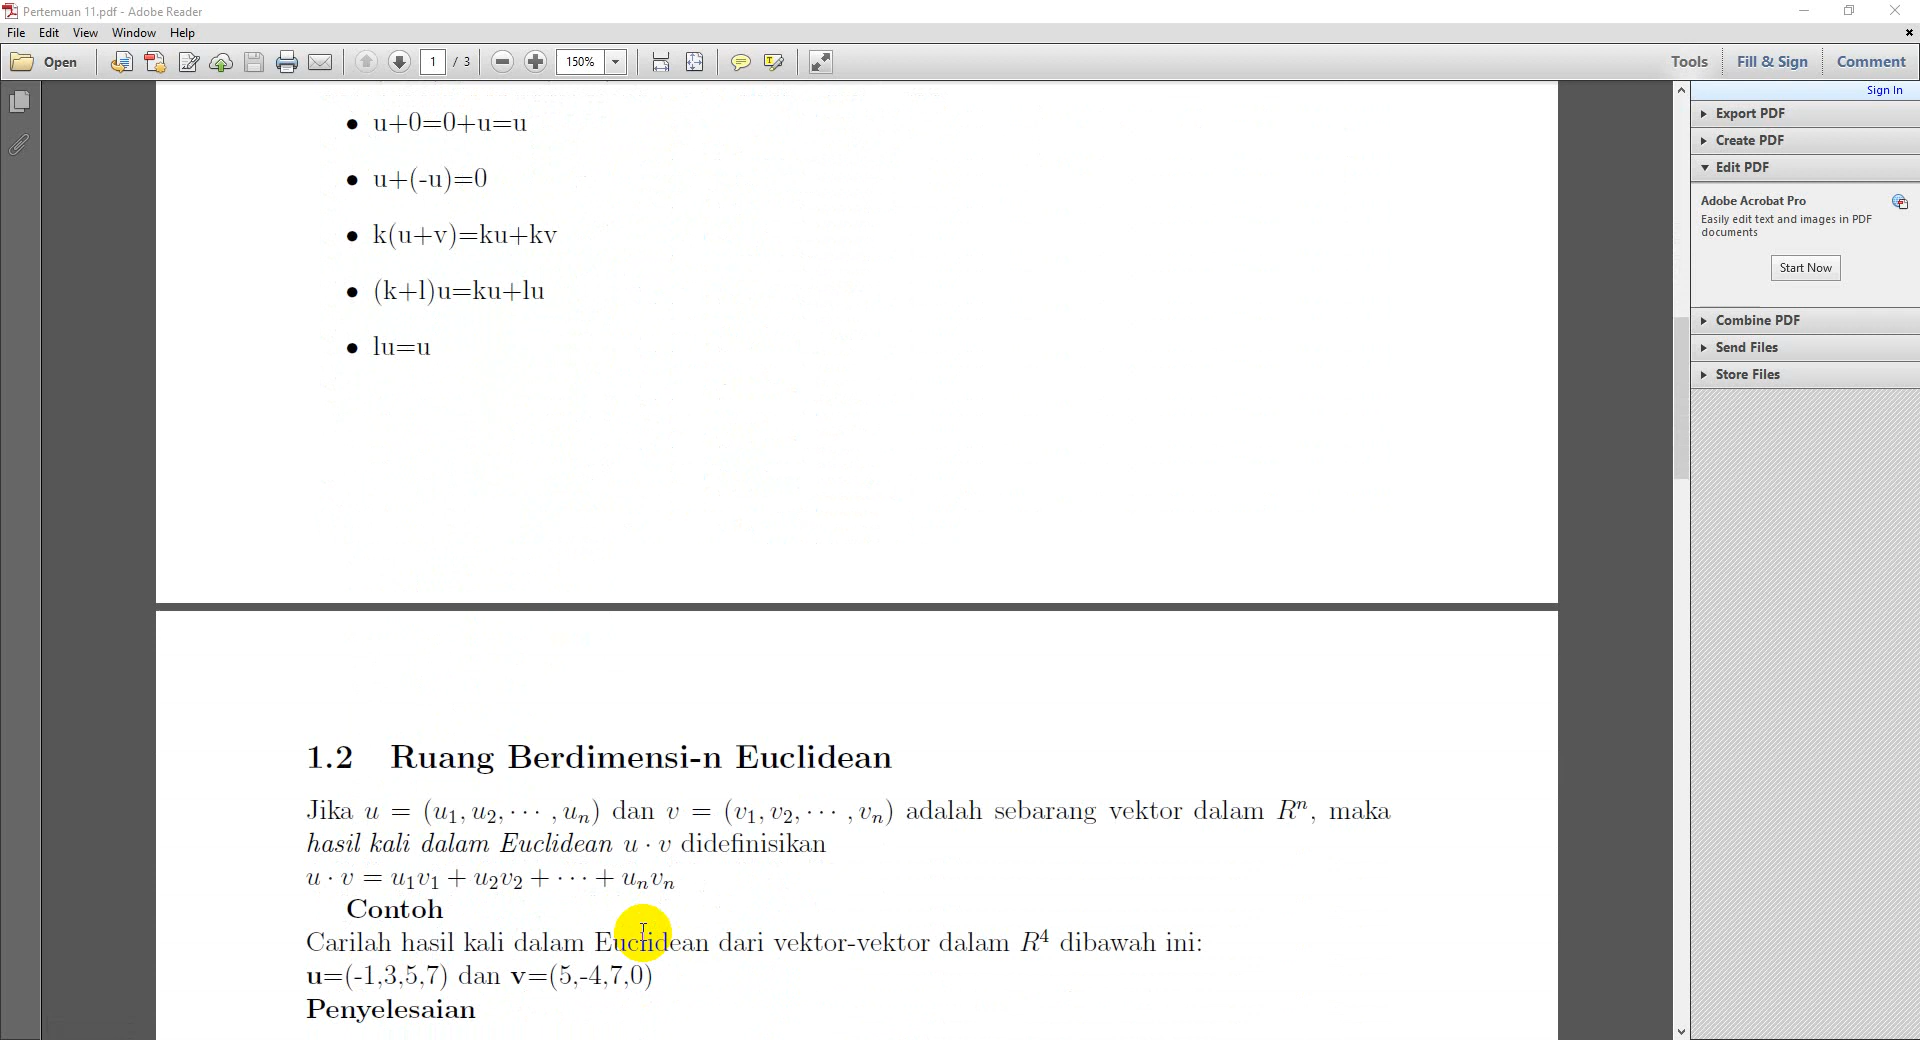 Pertemuan 11.pdf - Adobe Reader
File Edit View Window Help
Open 1 / 3 150% Tools Fill & Sign Comment
Sign In
Export PDF
Create PDF
Edit PDF
Adobe Acrobat Pro
Easily edit text and images in PDF
documents
Start Now
Combine PDF
Send Files
Store Files
• u+0=0+u=u
• u+(-u)=0
• k(u+v)=ku+kv
• (k+l)u=ku+lu
• lu=u
1.2 Ruang Berdimensi-n Euclidean
Jika u = (u₁, u₂, ⋯ , uₙ) dan v = (v₁, v₂, ⋯ , vₙ) adalah sebarang vektor dalam Rⁿ, maka
hasil kali dalam Euclidean u · v didefinisikan
u · v = u₁v₁ + u₂v₂ + ⋯ + uₙvₙ
Contoh
Carilah hasil kali dalam Euclidean dari vektor-vektor dalam R⁴ dibawah ini:
u=(-1,3,5,7) dan v=(5,-4,7,0)
Penyelesaian